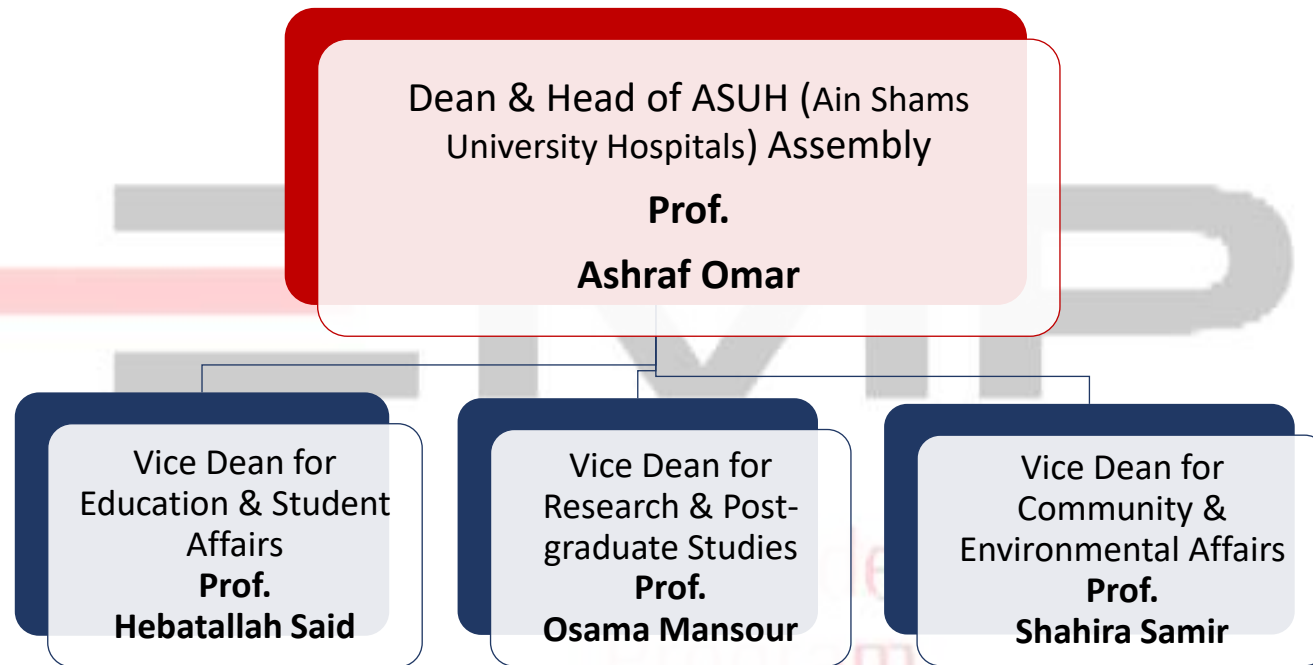 Dean & Head of ASUH (Ain Shams
University Hospitals) Assembly
Prof.
Ashraf Omar
Vice Dean for
Education & Student
Affairs
Prof.
Hebatallah Said
Vice Dean for
Research & Post-
graduate Studies
Prof.
Osama Mansour
Vice Dean for
Community &
Environmental Affairs
Prof.
Shahira Samir